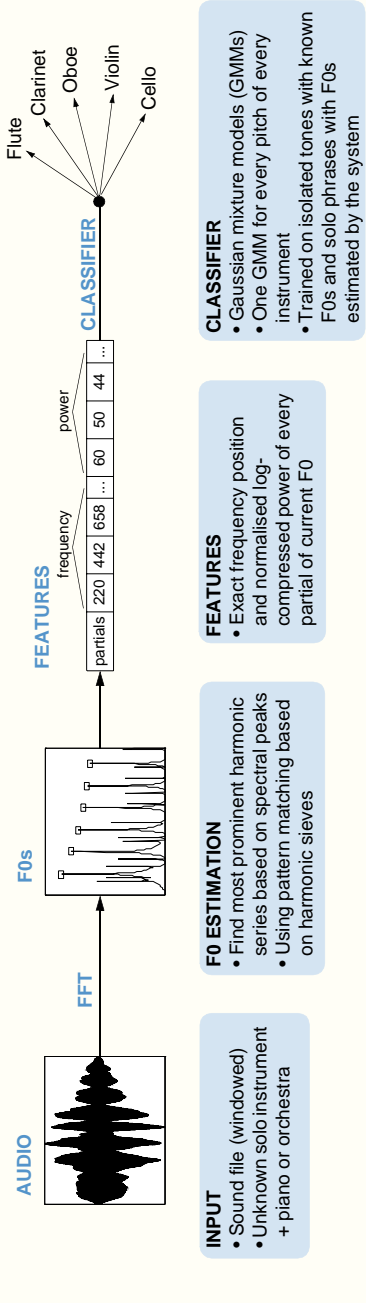 AUDIO
FFT
F0s
FEATURES
frequency
power
partials 220 442 658 ... 60 50 44 ...
CLASSIFIER
Flute
Clarinet
Oboe
Violin
Cello
INPUT
• Sound file (windowed)
• Unknown solo instrument
+ piano or orchestra
F0 ESTIMATION
• Find most prominent harmonic
series based on spectral peaks
• Using pattern matching based
on harmonic sieves
FEATURES
• Exact frequency position
and normalised log-
compressed power of every
partial of current F0
CLASSIFIER
• Gaussian mixture models (GMMs)
• One GMM for every pitch of every
instrument
• Trained on isolated tones with known
F0s and solo phrases with F0s
estimated by the system